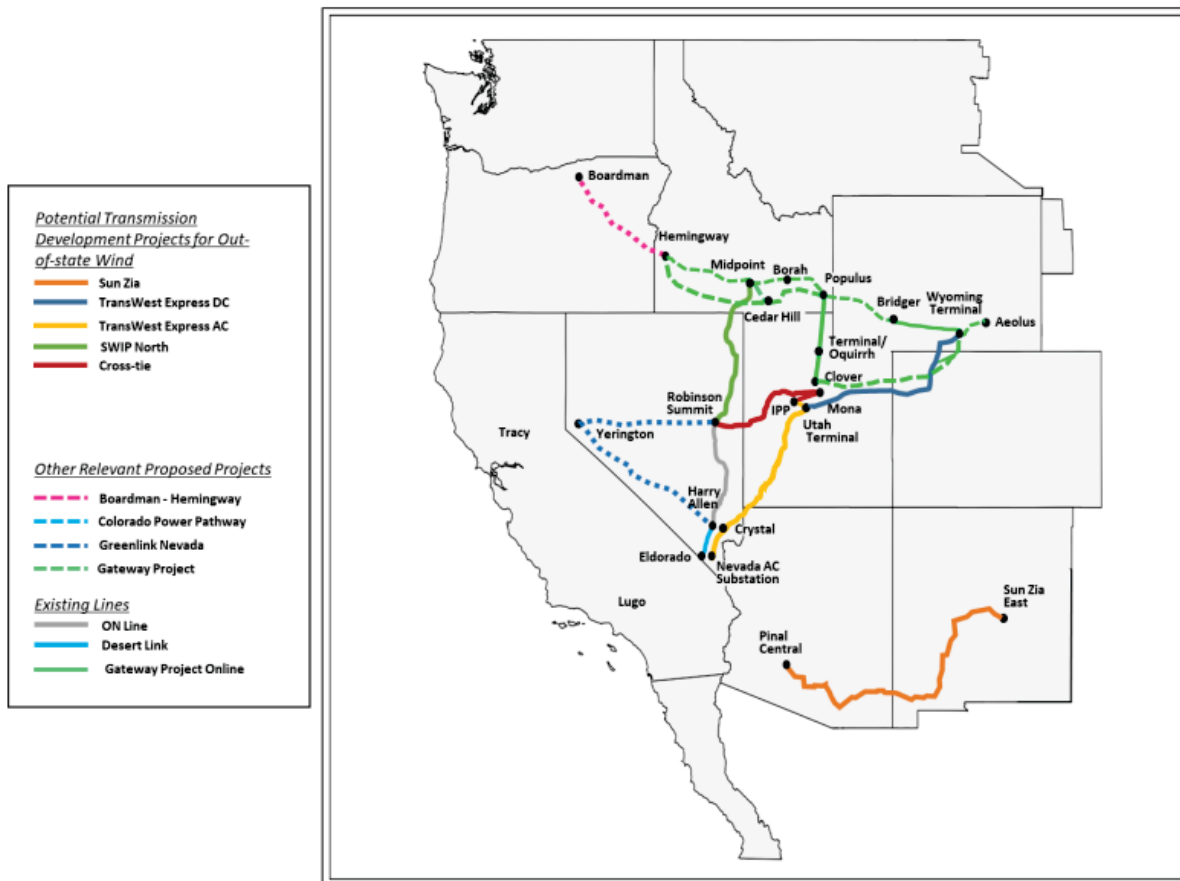 Potential Transmission
Development Projects for Out-
of-state Wind
Sun Zia
TransWest Express DC
TransWest Express AC
SWIP North
Cross-tie
Other Relevant Proposed Projects
Boardman - Hemingway
Colorado Power Pathway
Greenlink Nevada
Gateway Project
Existing Lines
ON Line
Desert Link
Gateway Project Online
Boardman
Hemingway
Midpoint
Borah
Populus
Cedar Hill
Bridger
Wyoming
Terminal
Aeolus
Terminal/
Oquirrh
Clover
Robinson
Summit
IPP
Mona
Utah
Terminal
Tracy
Yerington
Harry
Allen
Crystal
Eldorado
Nevada AC
Substation
Lugo
Sun Zia
East
Pinal
Central